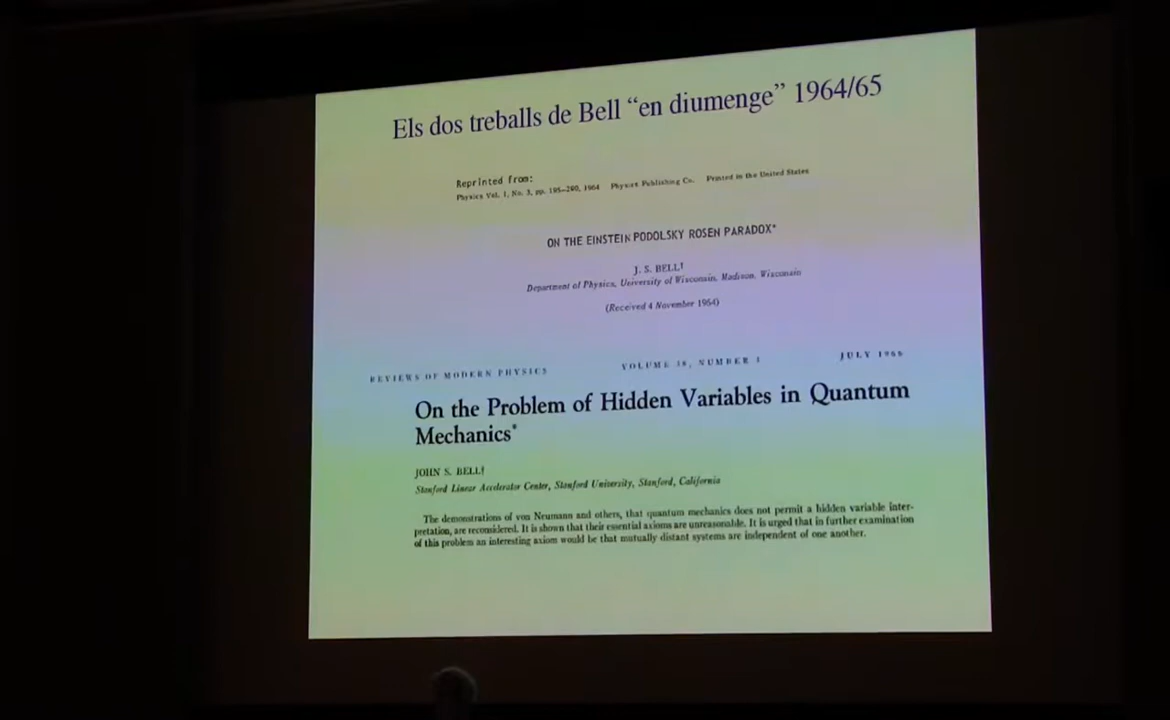 Els dos treballs de Bell “en diumenge” 1964/65
Reprinted from:
Physics Vol. 1, No. 3, pp. 195–200, 1964 Physics Publishing Co. Printed in the United States
ON THE EINSTEIN PODOLSKY ROSEN PARADOX*
J. S. BELL†
Department of Physics, University of Wisconsin, Madison, Wisconsin
(Received 4 November 1964)
REVIEWS OF MODERN PHYSICS VOLUME 38, NUMBER 3 JULY 1966
On the Problem of Hidden Variables in Quantum
Mechanics*
JOHN S. BELL†
Stanford Linear Accelerator Center, Stanford University, Stanford, California
The demonstrations of von Neumann and others, that quantum mechanics does not permit a hidden variable inter-
pretation, are reconsidered. It is shown that their essential axioms are unreasonable. It is urged that in further examination
of this problem an interesting axiom would be that mutually distant systems are independent of one another.